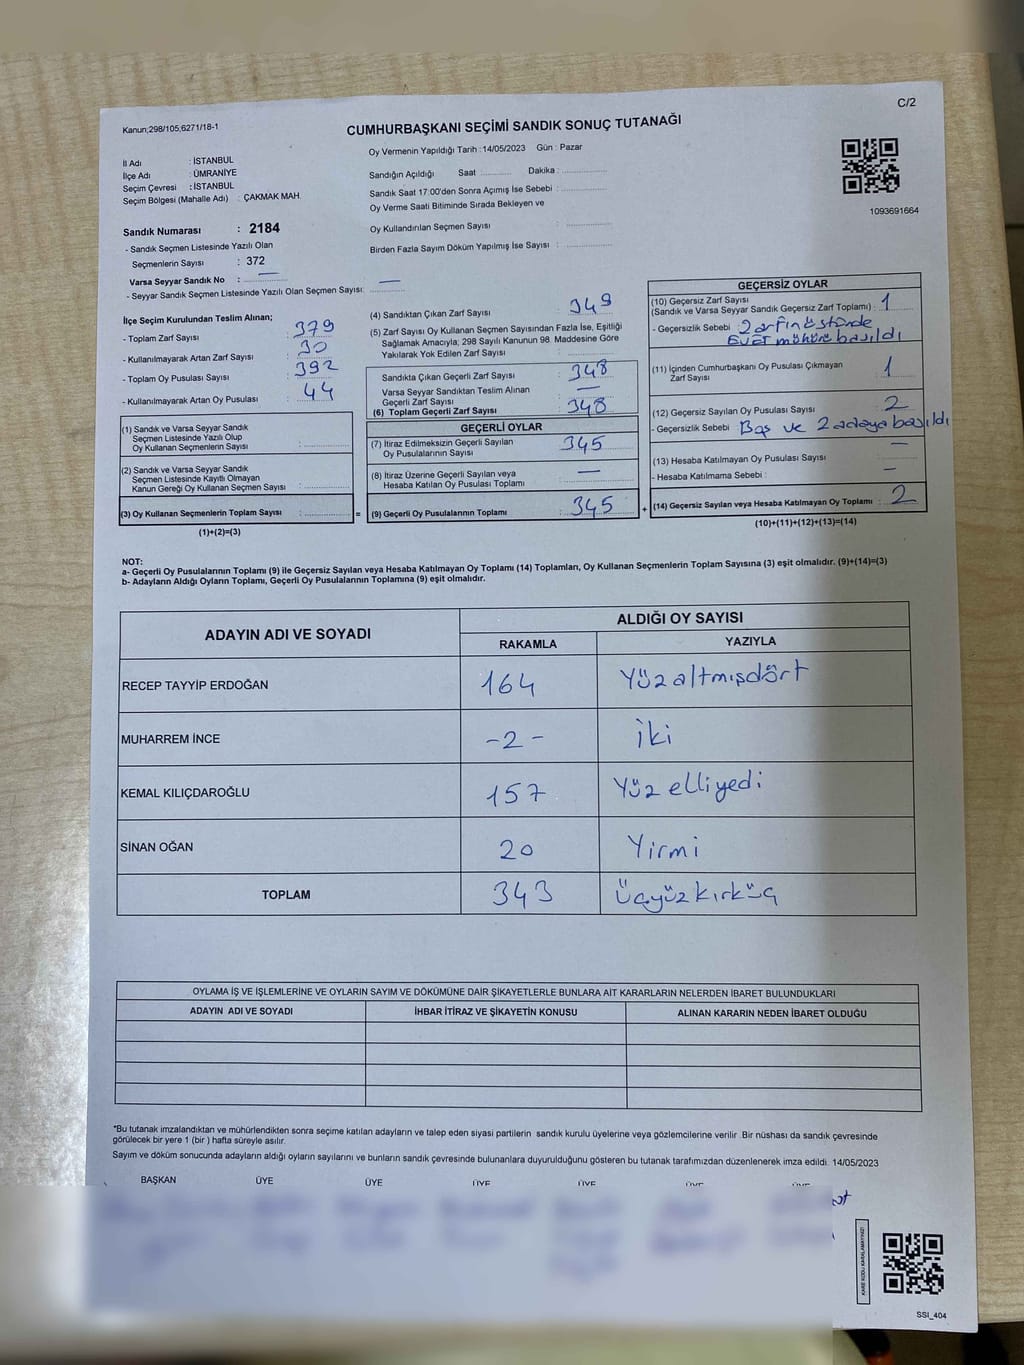 C/2
Kanun;298/105,6271/18-1
CUMHURBAŞKANI SEÇİMİ SANDIK SONUÇ TUTANAĞI
İl Adı : İSTANBUL
İlçe Adı : ÜMRANİYE
Seçim Çevresi : İSTANBUL
Seçim Bölgesi (Mahalle Adı) : ÇAKMAK MAH.
Oy Vermenin Yapıldığı Tarih : 14/05/2023 Gün : Pazar
Sandığın Açıldığı Saat ............ Dakika : ............
Sandık Saat 17:00'den Sonra Açımış İse Sebebi : ............
Oy Verme Saati Bitiminde Sırada Bekleyen ve
Oy Kullandırılan Seçmen Sayısı : ............
Birden Fazla Sayım Döküm Yapılmış İse Sayısı : ............
1093691664
Sandık Numarası : 2184
- Sandık Seçmen Listesinde Yazılı Olan
Seçmenlerin Sayısı : 372
Varsa Seyyar Sandık No : —
- Seyyar Sandık Seçmen Listesinde Yazılı Olan Seçmen Sayısı: —
İlçe Seçim Kurulundan Teslim Alınan;
- Toplam Zarf Sayısı : 379
- Kullanılmayarak Artan Zarf Sayısı : 30
- Toplam Oy Pusulası Sayısı : 392
- Kullanılmayarak Artan Oy Pusulası : 44
(1) Sandık ve Varsa Seyyar Sandık
Seçmen Listesinde Yazılı Olup
Oy Kullanan Seçmenlerin Sayısı : ............
(2) Sandık ve Varsa Seyyar Sandık
Seçmen Listesinde Kayıtlı Olmayan
Kanun Gereği Oy Kullanan Seçmen Sayısı : ............
(3) Oy Kullanan Seçmenlerin Toplam Sayısı : ............ =
(1)+(2)=(3)
(4) Sandıktan Çıkan Zarf Sayısı : 349
(5) Zarf Sayısı Oy Kullanan Seçmen Sayısından Fazla İse, Eşitliği
Sağlamak Amacıyla; 298 Sayılı Kanunun 98. Maddesine Göre
Yakılarak Yok Edilen Zarf Sayısı : ............
Sandıkta Çıkan Geçerli Zarf Sayısı : 348
Varsa Seyyar Sandıktan Teslim Alınan
Geçerli Zarf Sayısı —
(6) Toplam Geçerli Zarf Sayısı : 348
GEÇERLİ OYLAR
(7) İtiraz Edilmeksizin Geçerli Sayılan
Oy Pusulalarının Sayısı : 345
(8) İtiraz Üzerine Geçerli Sayılan veya
Hesaba Katılan Oy Pusulası Toplamı : —
(9) Geçerli Oy Pusulalarının Toplamı : 345 +
GEÇERSİZ OYLAR
(10) Geçersiz Zarf Sayısı
(Sandık ve Varsa Seyyar Sandık Geçersiz Zarf Toplamı) : 1
- Geçersizlik Sebebi : Zarfın üstünde
EVET mühürü basıldı
(11) İçinden Cumhurbaşkanı Oy Pusulası Çıkmayan
Zarf Sayısı : 1
(12) Geçersiz Sayılan Oy Pusulası Sayısı : 2
- Geçersizlik Sebebi : Boş ve 2 adaya basıldı
(13) Hesaba Katılmayan Oy Pusulası Sayısı : —
- Hesaba Katılmama Sebebi : —
(14) Geçersiz Sayılan veya Hesaba Katılmayan Oy Toplamı : 2
(10)+(11)+(12)+(13)=(14)
NOT:
a- Geçerli Oy Pusulalarının Toplamı (9) ile Geçersiz Sayılan veya Hesaba Katılmayan Oy Toplamı (14) Toplamları, Oy Kullanan Seçmenlerin Toplam Sayısına (3) eşit olmalıdır. (9)+(14)=(3)
b- Adayların Aldığı Oyların Toplamı, Geçerli Oy Pusulalarının Toplamına (9) eşit olmalıdır.
ADAYIN ADI VE SOYADI ALDIĞI OY SAYISI
RAKAMLA YAZIYLA
RECEP TAYYİP ERDOĞAN 164 Yüzaltmışdört
MUHARREM İNCE -2- İki
KEMAL KILIÇDAROĞLU 157 Yüzelliyedi
SİNAN OĞAN 20 Yirmi
TOPLAM 343 Üçyüzkırküç
OYLAMA İŞ VE İŞLEMLERİNE VE OYLARIN SAYIM VE DÖKÜMÜNE DAİR ŞİKAYETLERLE BUNLARA AİT KARARLARIN NELERDEN İBARET BULUNDUKLARI
ADAYIN ADI VE SOYADI İHBAR İTİRAZ VE ŞİKAYETİN KONUSU ALINAN KARARIN NEDEN İBARET OLDUĞU
*Bu tutanak imzalandıktan ve mühürlendikten sonra seçime katılan adayların ve talep eden siyasi partilerin sandık kurulu üyelerine veya gözlemcilerine verilir .Bir nüshası da sandık çevresinde
görülecek bir yere 1 (bir ) hafta süreyle asılır.
Sayım ve döküm sonucunda adayların aldığı oyların sayılarını ve bunların sandık çevresinde bulunanlara duyurulduğunu gösteren bu tutanak tarafımızdan düzenlenerek imza edildi. 14/05/2023
BAŞKAN ÜYE ÜYE ÜYE ÜYE
KARE KODU KARALAMAYINIZ!
SSI_404